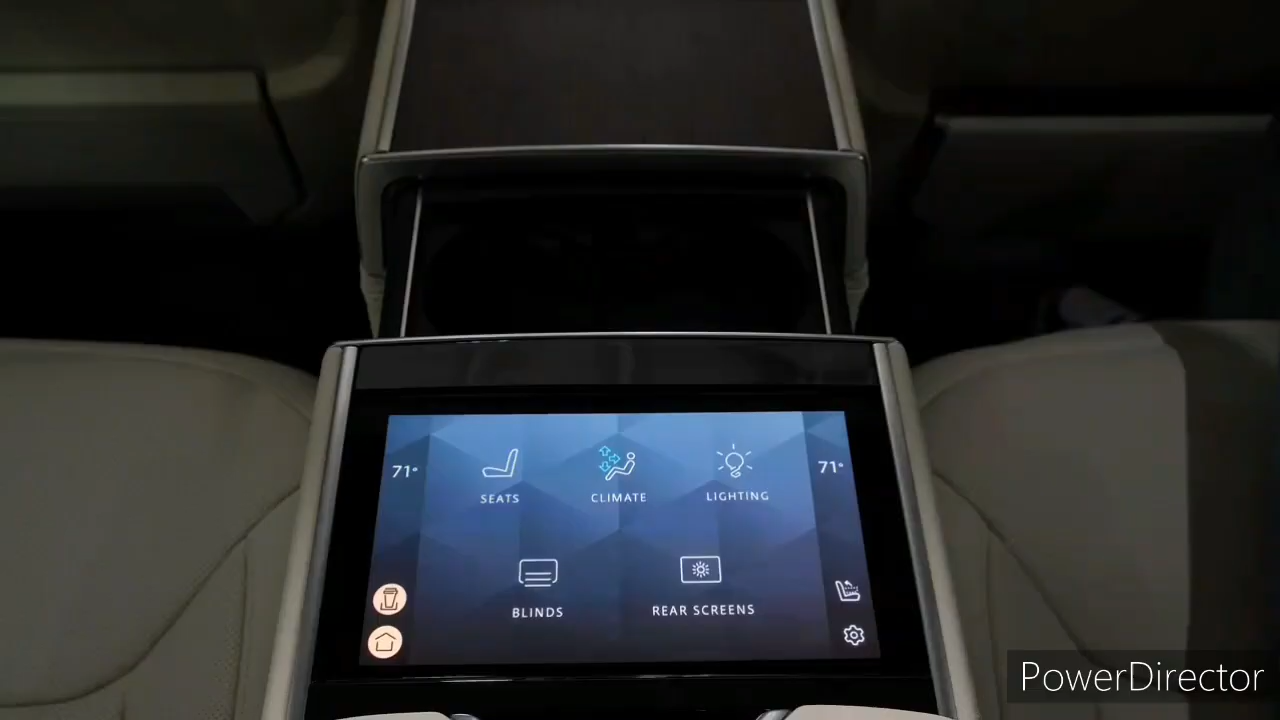 71°
SEATS
CLIMATE
LIGHTING
71°
BLINDS
REAR SCREENS
PowerDirector